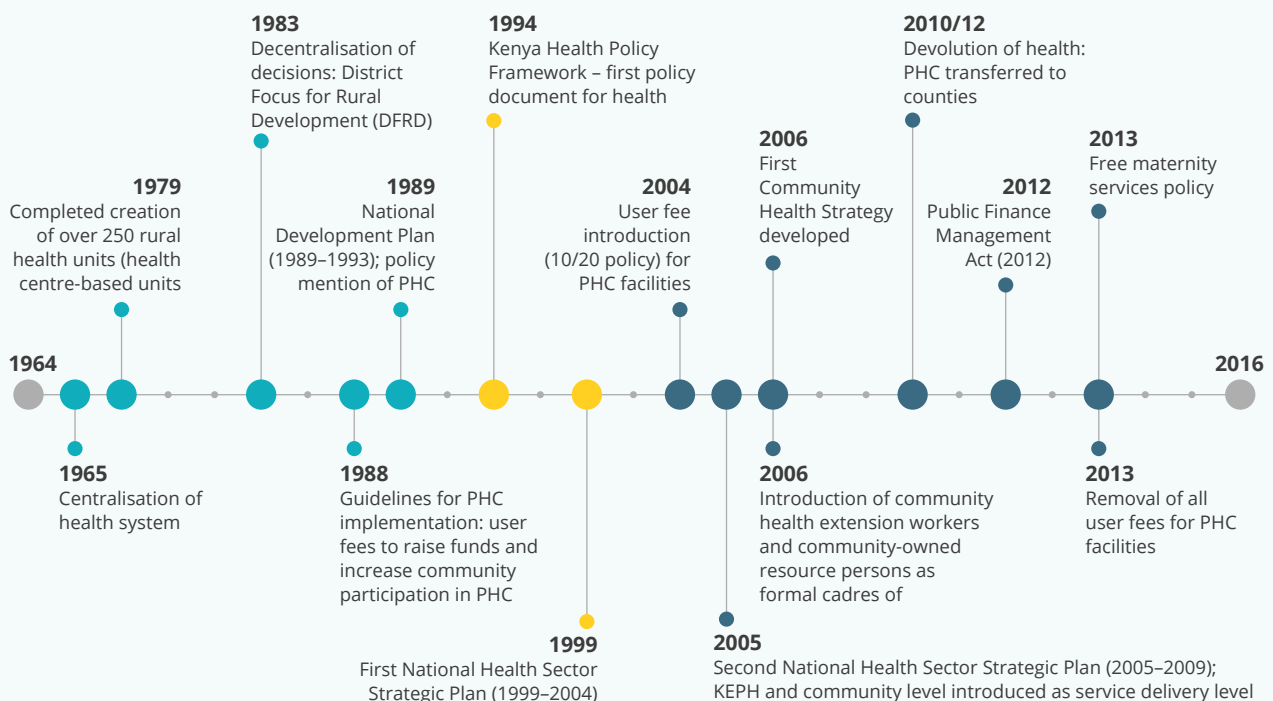 1983
Decentralisation of
decisions: District
Focus for Rural
Development (DFRD)
1994
Kenya Health Policy
Framework – first policy
document for health
2010/12
Devolution of health:
PHC transferred to
counties
1979
Completed creation
of over 250 rural
health units (health
centre-based units
1989
National
Development Plan
(1989–1993); policy
mention of PHC
2004
User fee
introduction
(10/20 policy) for
PHC facilities
2006
First
Community
Health Strategy
developed
2012
Public Finance
Management
Act (2012)
2013
Free maternity
services policy
1964
2016
1965
Centralisation of
health system
1988
Guidelines for PHC
implementation: user
fees to raise funds and
increase community
participation in PHC
1999
First National Health Sector
Strategic Plan (1999–2004)
2005
Second National Health Sector Strategic Plan (2005–2009);
KEPH and community level introduced as service delivery level
2006
Introduction of community
health extension workers
and community-owned
resource persons as
formal cadres of
2013
Removal of all
user fees for PHC
facilities